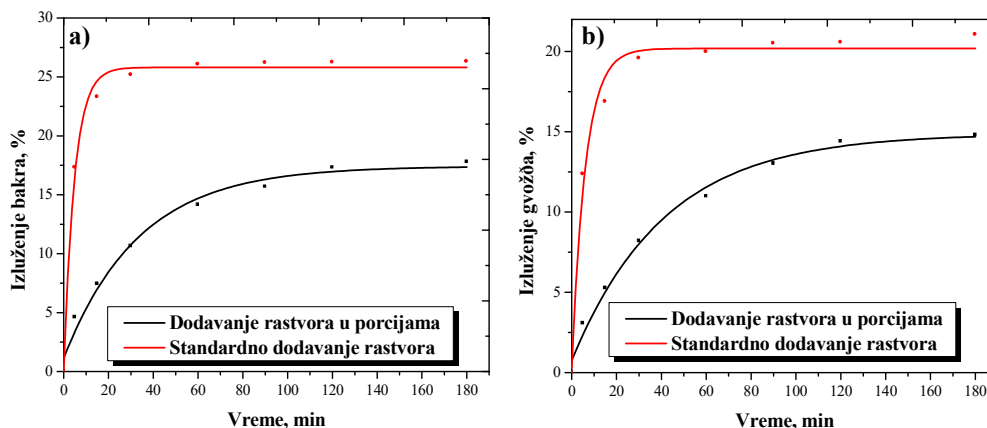 a)
Izluženje bakra, %
30
25
20
15
10
5
0
0 20 40 60 80 100 120 140 160 180
Vreme, min
Dodavanje rastvora u porcijama
Standardno dodavanje rastvora
b)
Izluženje gvožđa, %
20
15
10
5
0
0 20 40 60 80 100 120 140 160 180
Vreme, min
Dodavanje rastvora u porcijama
Standardno dodavanje rastvora